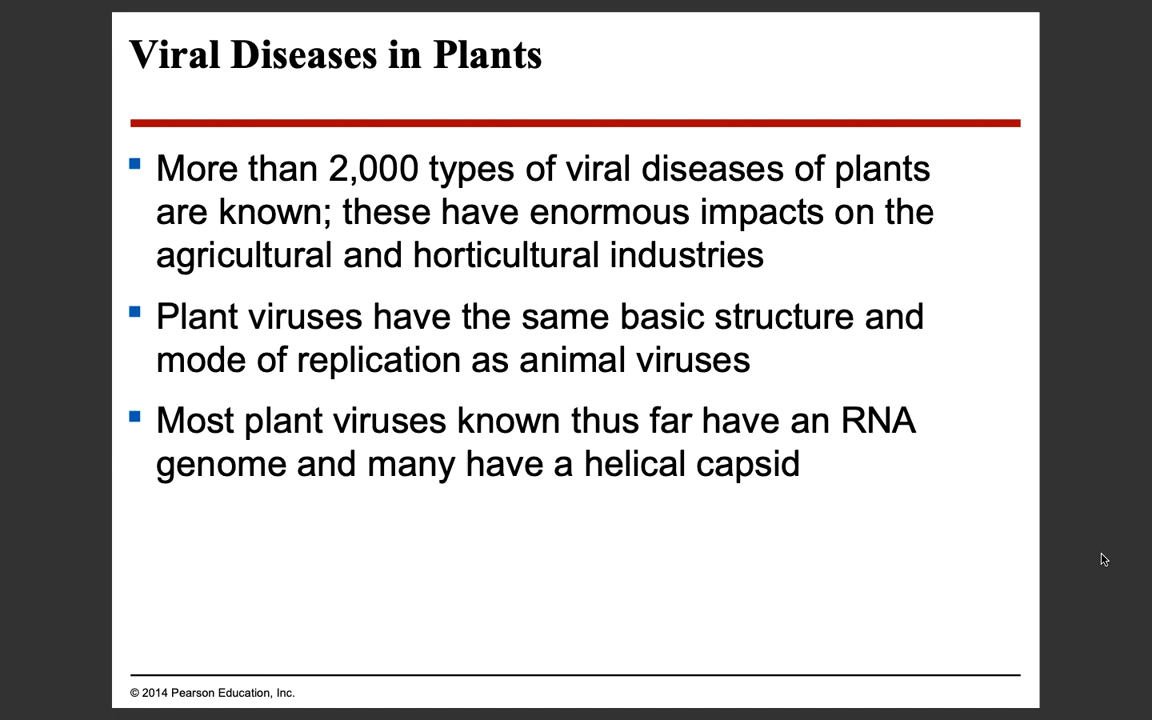 Viral Diseases in Plants
More than 2,000 types of viral diseases of plants
are known; these have enormous impacts on the
agricultural and horticultural industries
Plant viruses have the same basic structure and
mode of replication as animal viruses
Most plant viruses known thus far have an RNA
genome and many have a helical capsid
© 2014 Pearson Education, Inc.